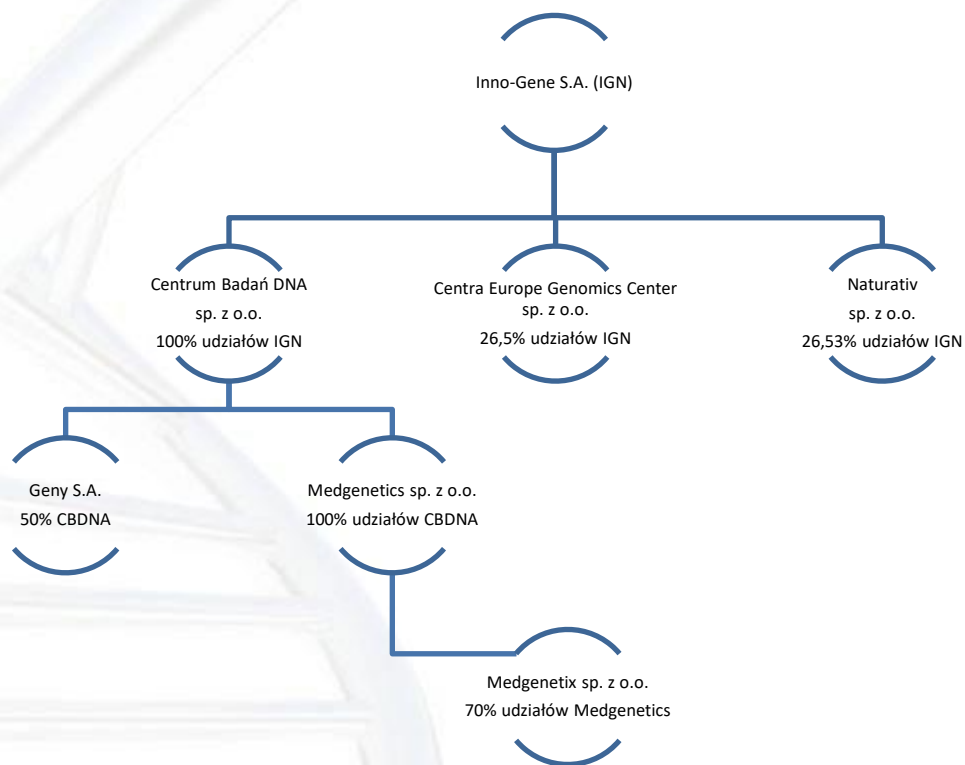 Inno-Gene S.A. (IGN)
Centrum Badań DNA
sp. z o.o.
100% udziałów IGN
Centra Europe Genomics Center
sp. z o.o.
26,5% udziałów IGN
Naturativ
sp. z o.o.
26,53% udziałów IGN
Geny S.A.
50% CBDNA
Medgenetics sp. z o.o.
100% udziałów CBDNA
Medgenetix sp. z o.o.
70% udziałów Medgenetics